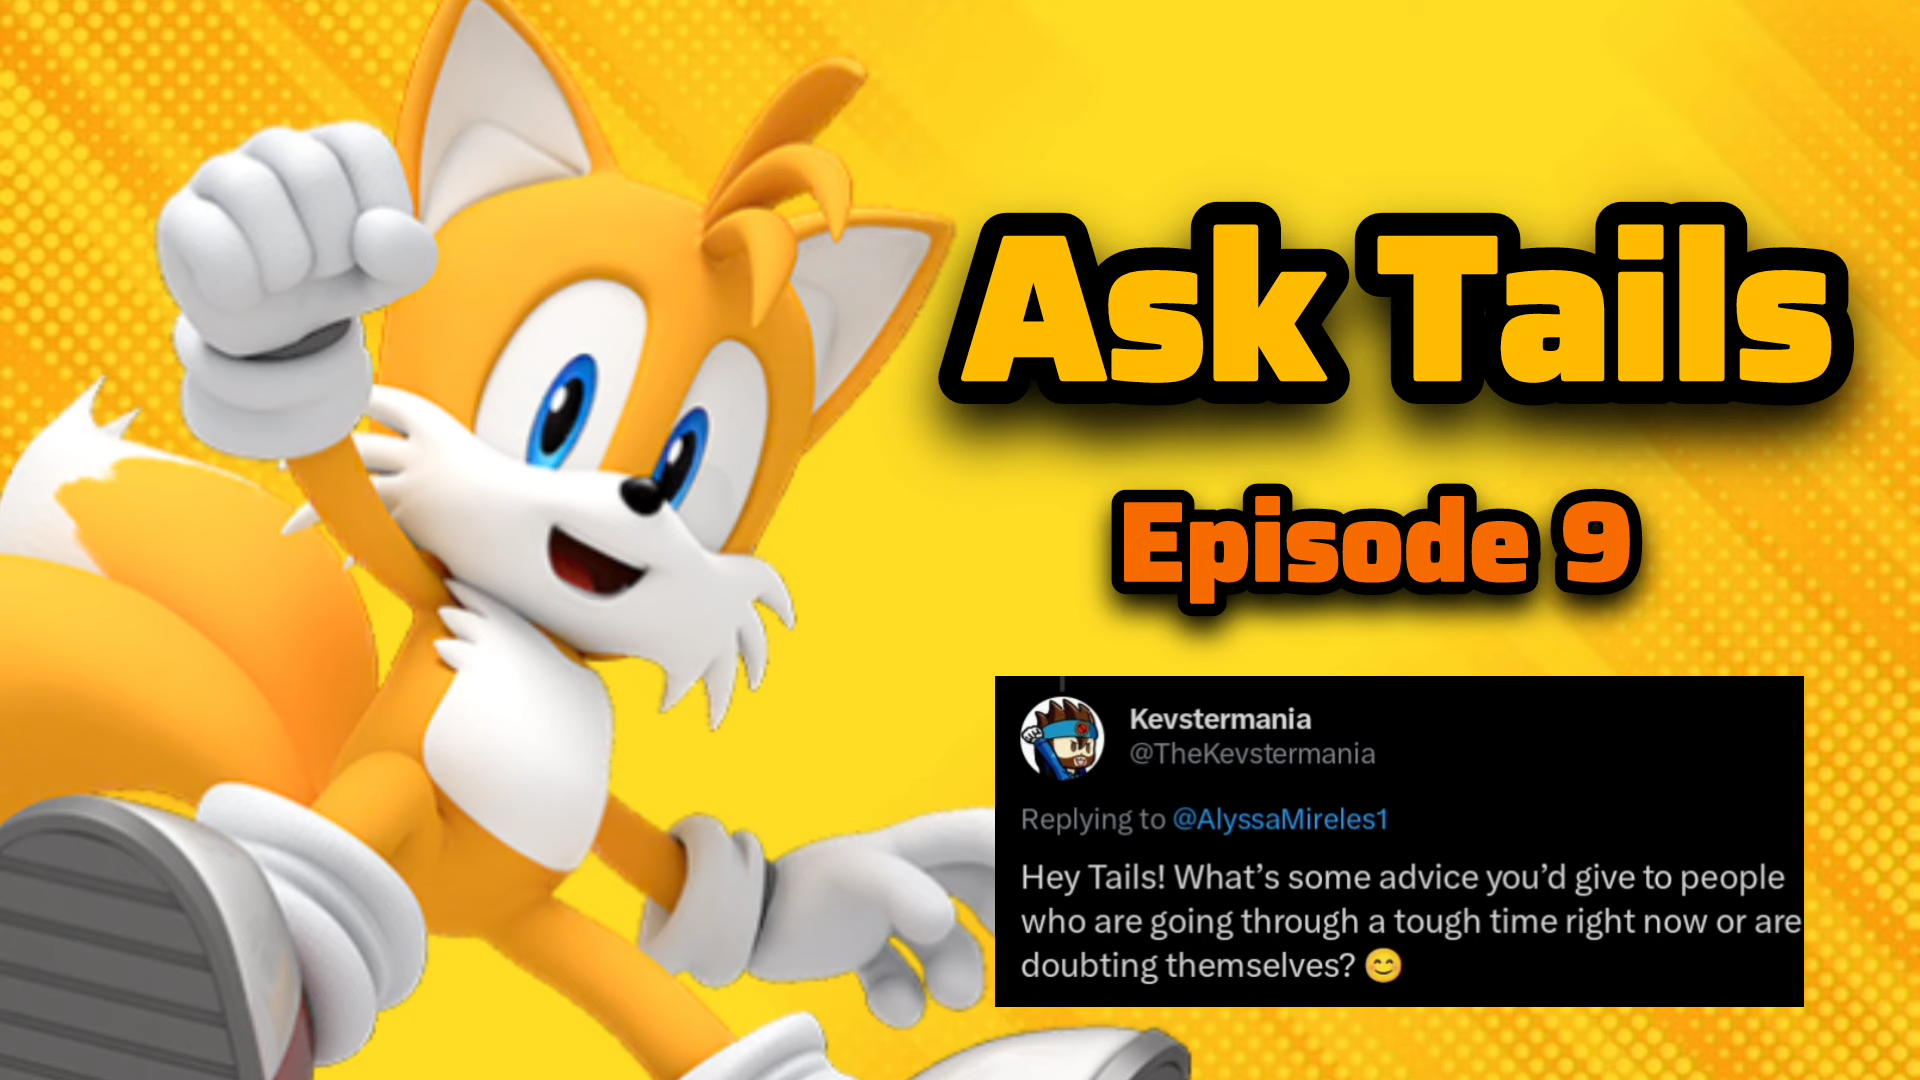 Ask Tails
Episode 9
Kevstermania
@TheKevstermania
Replying to @AlyssaMireles1
Hey Tails! What’s some advice you’d give to people
who are going through a tough time right now or are
doubting themselves? 😊